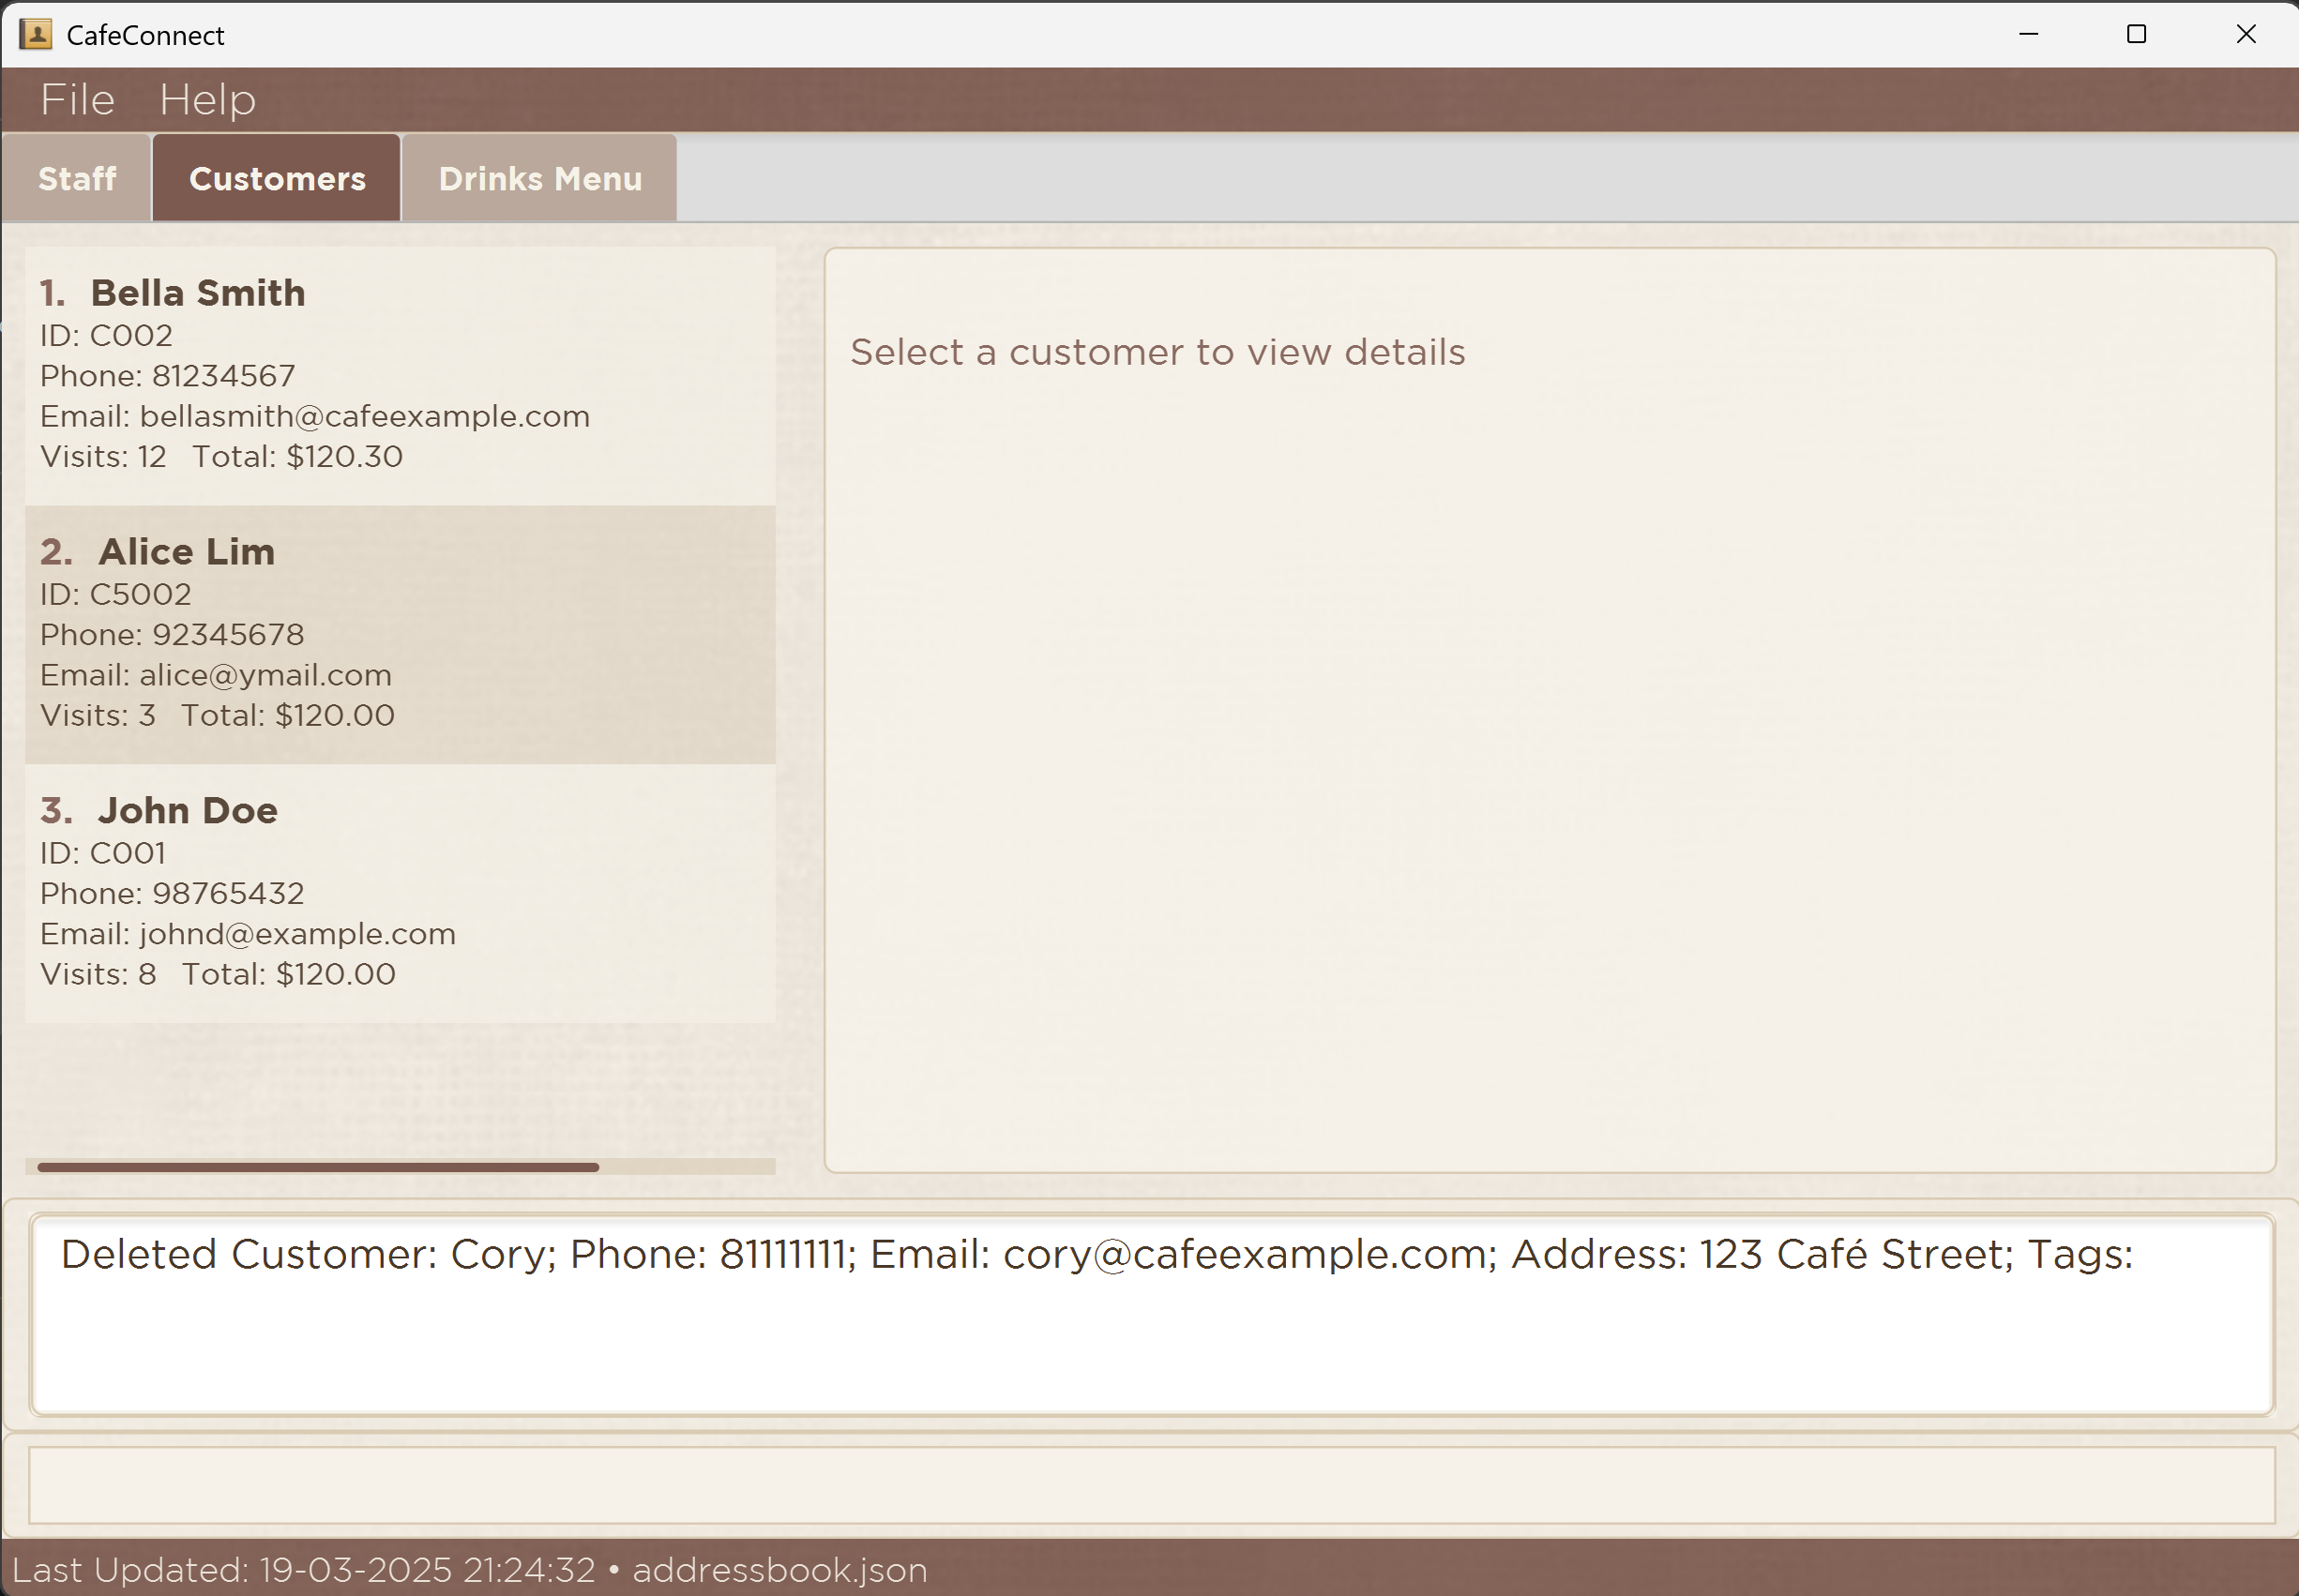 CafeConnect
File Help
Staff Customers Drinks Menu
1. Bella Smith
ID: C002
Phone: 81234567
Email: bellasmith@cafeexample.com
Visits: 12 Total: $120.30
2. Alice Lim
ID: C5002
Phone: 92345678
Email: alice@ymail.com
Visits: 3 Total: $120.00
3. John Doe
ID: C001
Phone: 98765432
Email: johnd@example.com
Visits: 8 Total: $120.00
Select a customer to view details
Deleted Customer: Cory; Phone: 81111111; Email: cory@cafeexample.com; Address: 123 Café Street; Tags:
Last Updated: 19-03-2025 21:24:32 • addressbook.json